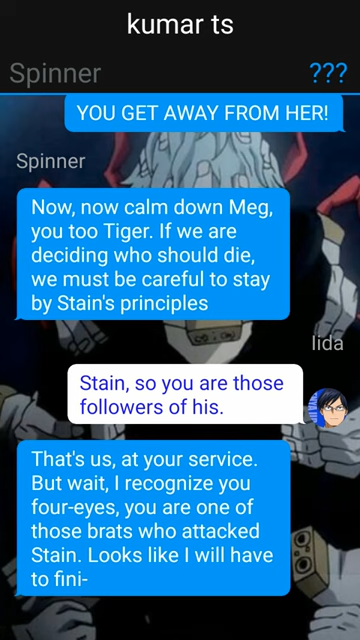 kumar ts
Spinner
???
YOU GET AWAY FROM HER!
Spinner
Now, now calm down Meg,
you too Tiger. If we are
deciding who should die,
we must be careful to stay
by Stain's principles
Iida
Stain, so you are those
followers of his.
That's us, at your service.
But wait, I recognize you
four-eyes, you are one of
those brats who attacked
Stain. Looks like I will have
to fini-